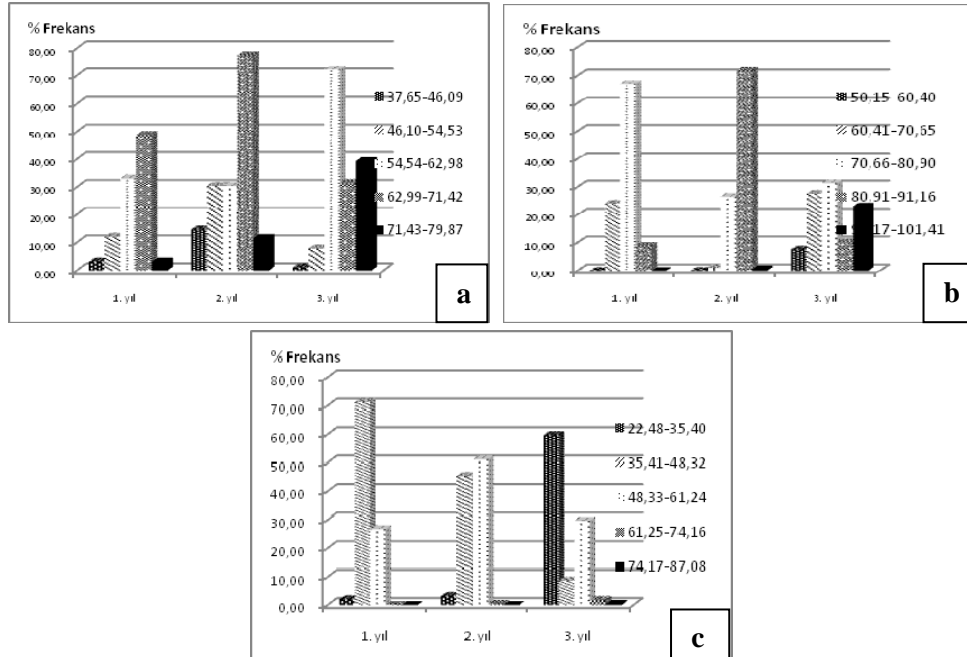 % Frekans
80,00
70,00
60,00
50,00
40,00
30,00
20,00
10,00
0,00
1. yıl
2. yıl
3. yıl
37,65-46,09
46,10-54,53
54,54-62,98
62,99-71,42
71,43-79,87
a
% Frekans
80,00
70,00
60,00
50,00
40,00
30,00
20,00
10,00
0,00
1. yıl
2. yıl
3. yıl
50,15-60,40
60,41-70,65
70,66-80,90
80,91-91,16
17-101,41
b
% Frekans
80,00
70,00
60,00
50,00
40,00
30,00
20,00
10,00
0,00
1. yıl
2. yıl
3. yıl
22,48-35,40
35,41-48,32
48,33-61,24
61,25-74,16
74,17-87,08
c